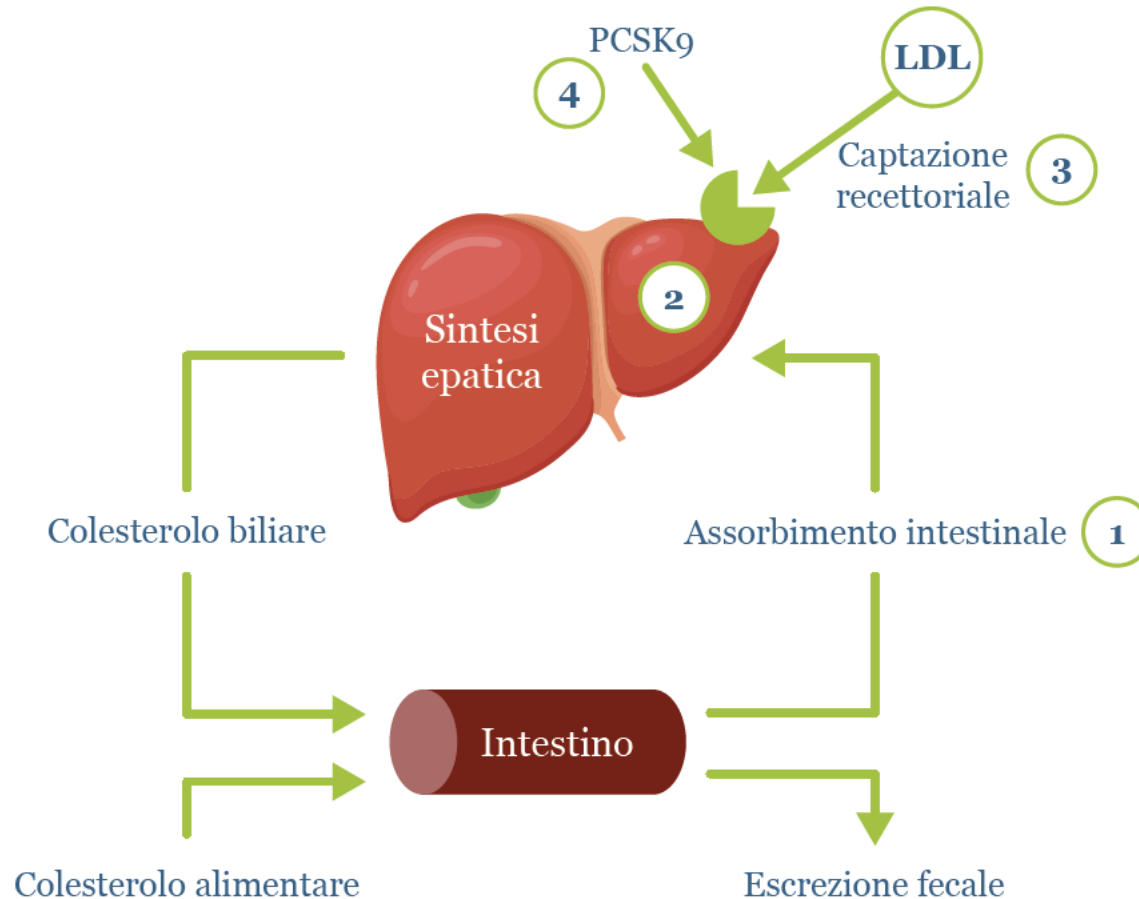 PCSK9
LDL
4
Captazione
recettoriale
3
2
Sintesi
epatica
Colesterolo biliare
Assorbimento intestinale
1
Intestino
Colesterolo alimentare
Escrezione fecale